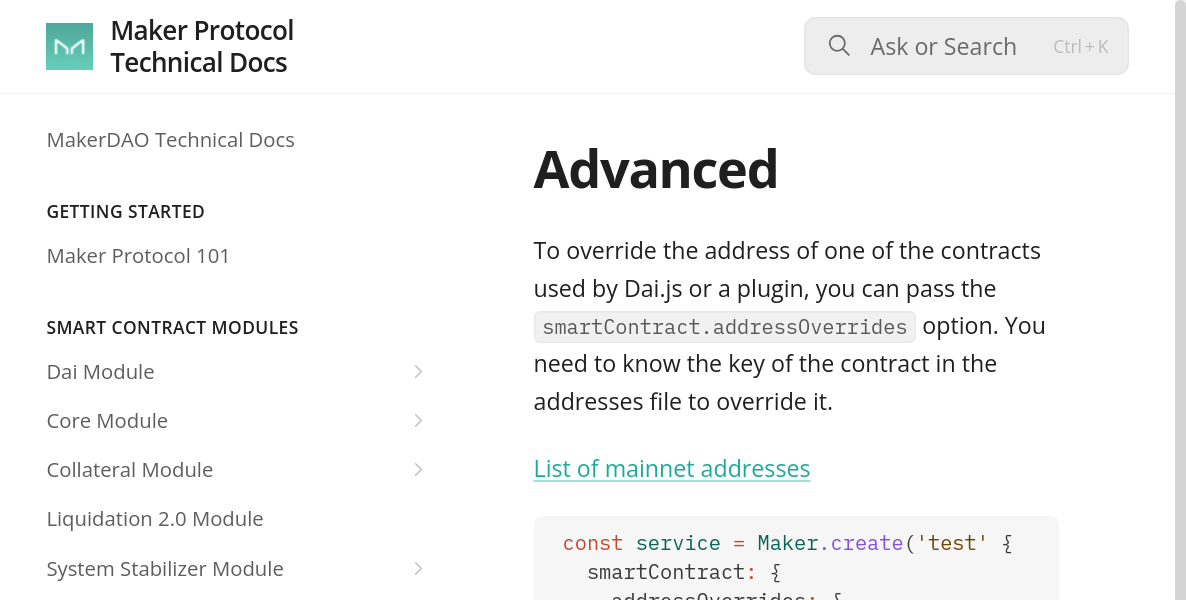 Maker Protocol
Technical Docs
Ask or Search
Ctrl + K
MakerDAO Technical Docs
GETTING STARTED
Maker Protocol 101
SMART CONTRACT MODULES
Dai Module
Core Module
Collateral Module
Liquidation 2.0 Module
System Stabilizer Module
Advanced
To override the address of one of the contracts
used by Dai.js or a plugin, you can pass the
smartContract.addressOverrides option. You
need to know the key of the contract in the
addresses file to override it.
List of mainnet addresses
const service = Maker.create('test' {
smartContract: {
addressOverrides: {